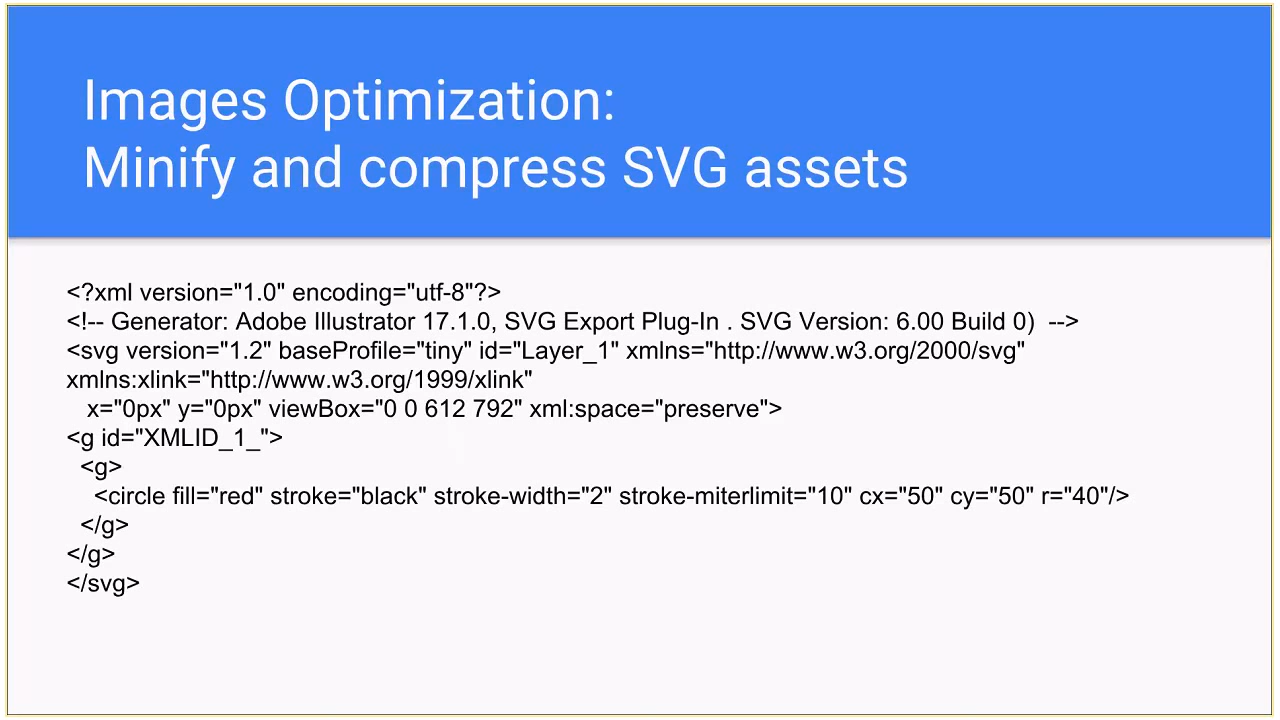 Images Optimization:
Minify and compress SVG assets
<?xml version="1.0" encoding="utf-8"?>
<!-- Generator: Adobe Illustrator 17.1.0, SVG Export Plug-In . SVG Version: 6.00 Build 0)  -->
<svg version="1.2" baseProfile="tiny" id="Layer_1" xmlns="http://www.w3.org/2000/svg"
xmlns:xlink="http://www.w3.org/1999/xlink"
   x="0px" y="0px" viewBox="0 0 612 792" xml:space="preserve">
<g id="XMLID_1_">
  <g>
    <circle fill="red" stroke="black" stroke-width="2" stroke-miterlimit="10" cx="50" cy="50" r="40"/>
  </g>
</g>
</svg>